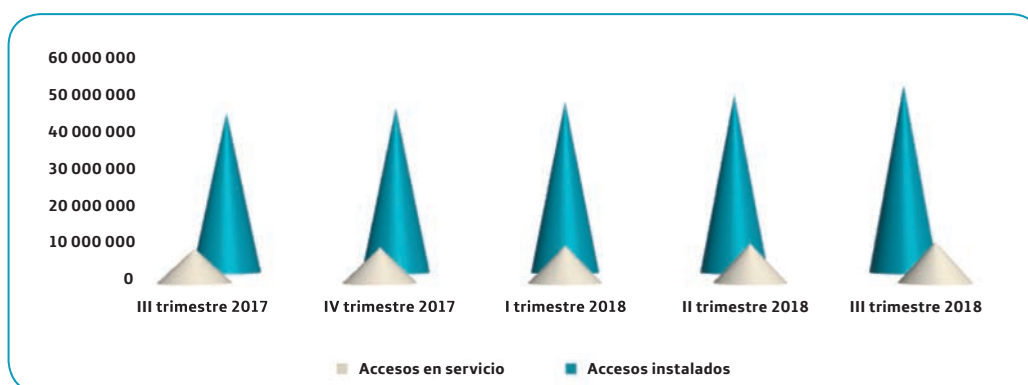 60 000 000
50 000 000
40 000 000
30 000 000
20 000 000
10 000 000
0
III trimestre 2017 IV trimestre 2017 I trimestre 2018 II trimestre 2018 III trimestre 2018
Accesos en servicio Accesos instalados